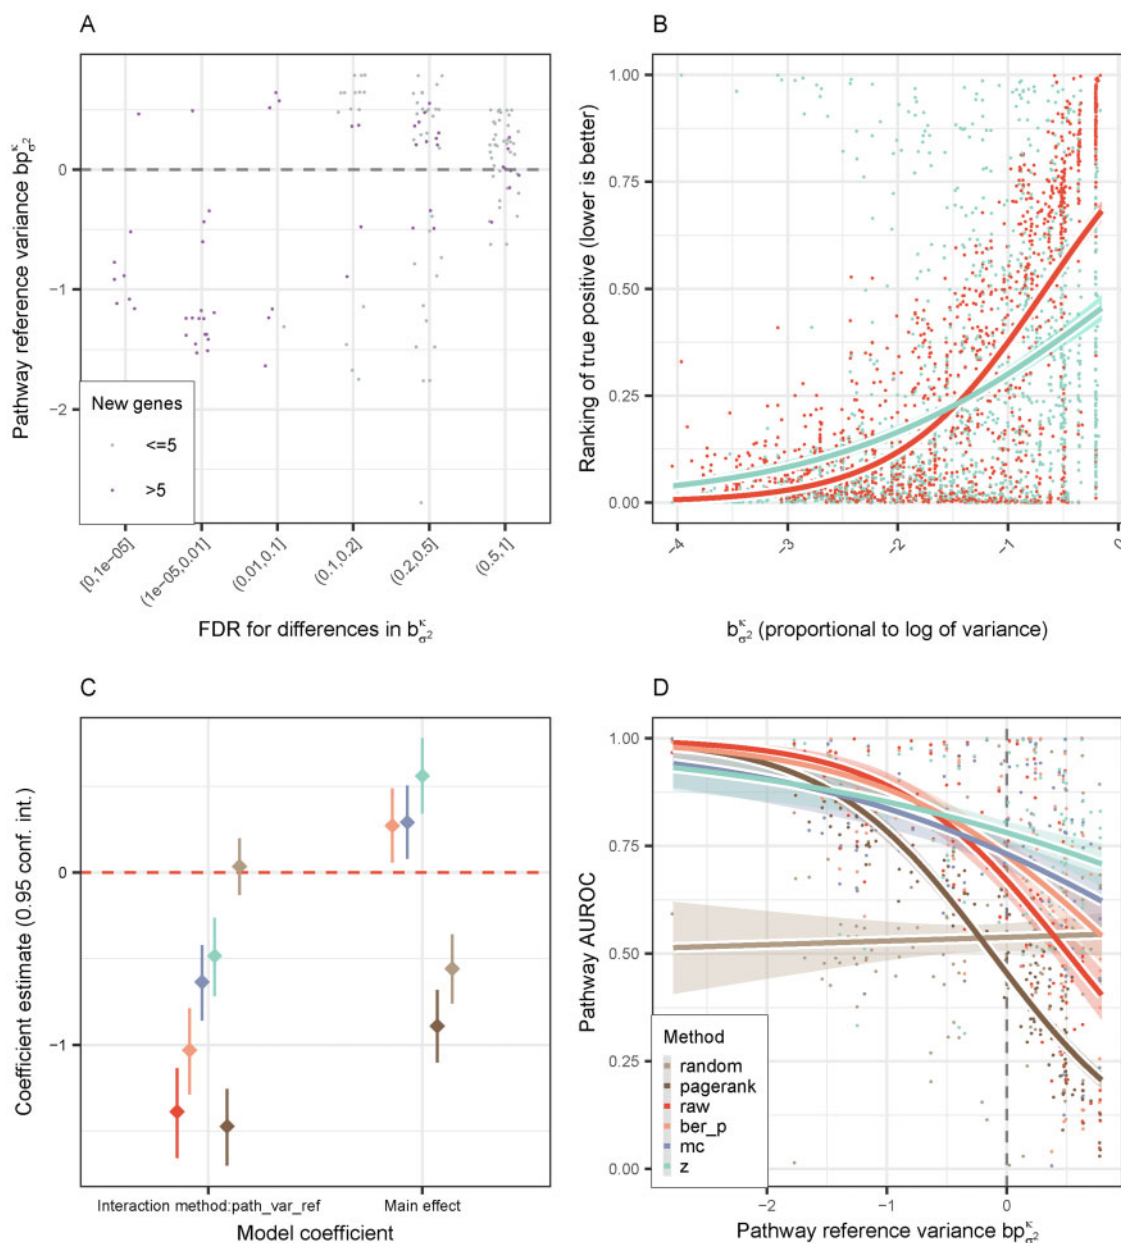 A
Pathway reference variance bp^κ_σ²
0
−1
−2
New genes
<=5
>5
[0,1e−05]
(1e−05,0.01]
(0.01,0.1]
(0.1,0.2]
(0.2,0.5]
(0.5,1]
FDR for differences in b^κ_σ²
B
Ranking of true positive (lower is better)
1.00
0.75
0.50
0.25
0.00
−4
−3
−2
−1
0
b^κ_σ² (proportional to log of variance)
C
Coefficient estimate (0.95 conf. int.)
0
−1
Interaction method:path_var_ref
Main effect
Model coefficient
D
Pathway AUROC
1.00
0.75
0.50
0.25
0.00
Method
random
pagerank
raw
ber_p
mc
z
−2
−1
0
Pathway reference variance bp^κ_σ²